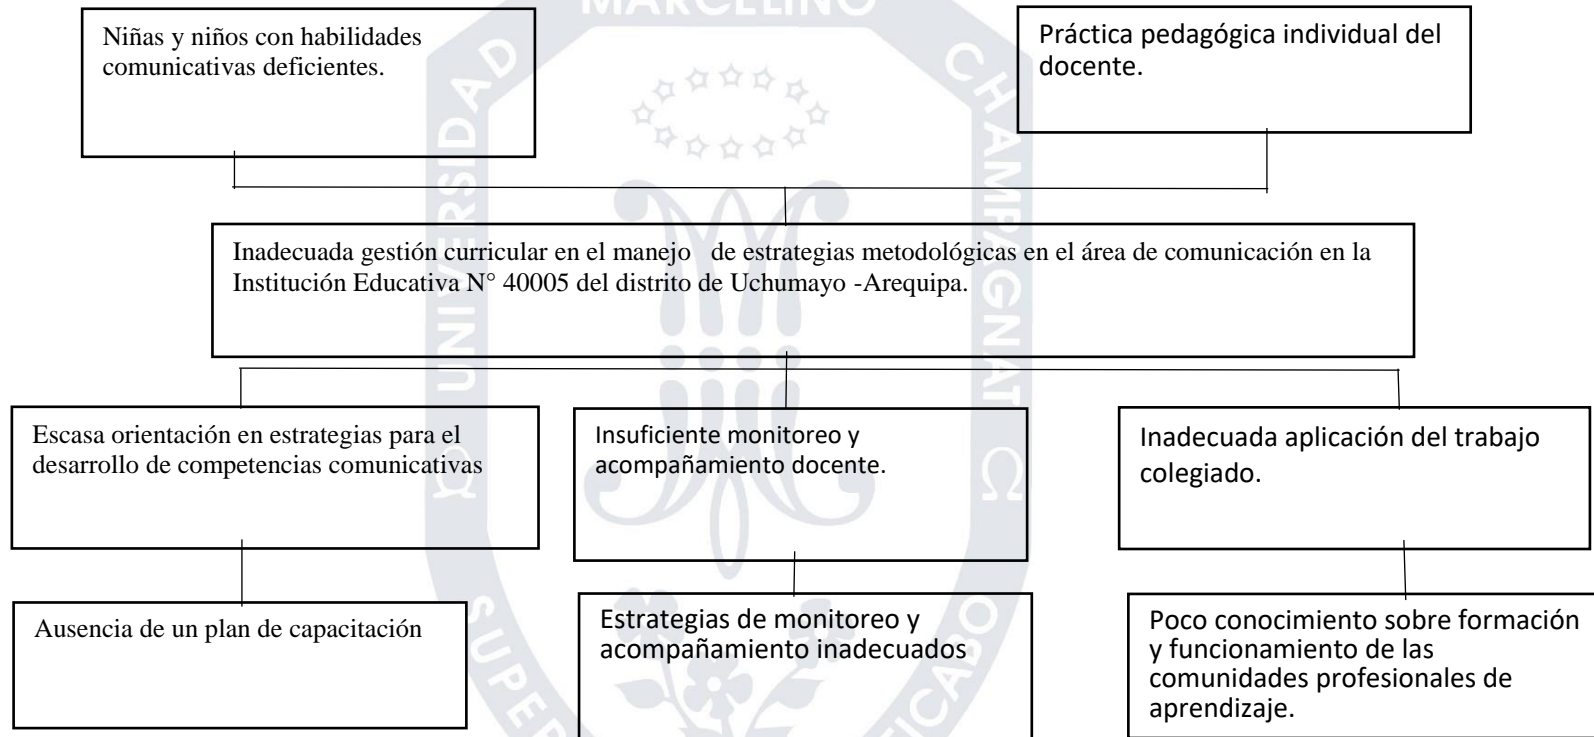 MARCELINO
UNIVERSIDAD
CHAMPAGNAT
Niñas y niños con habilidades
comunicativas deficientes.
Práctica pedagógica individual del
docente.
Inadecuada gestión curricular en el manejo de estrategias metodológicas en el área de comunicación en la
Institución Educativa N° 40005 del distrito de Uchumayo -Arequipa.
Escasa orientación en estrategias para el
desarrollo de competencias comunicativas
Insuficiente monitoreo y
acompañamiento docente.
Inadecuada aplicación del trabajo
colegiado.
Ausencia de un plan de capacitación
Estrategias de monitoreo y
acompañamiento inadecuados
Poco conocimiento sobre formación
y funcionamiento de las
comunidades profesionales de
aprendizaje.